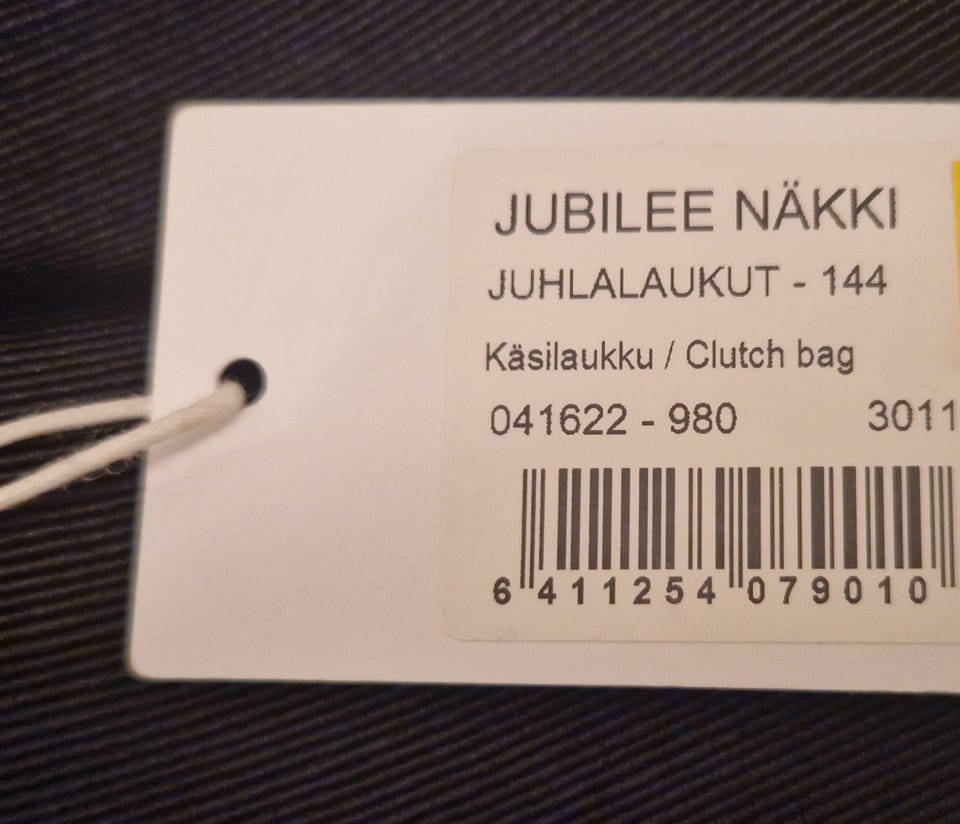 JUBILEE NÄKKI
JUHLALAUKUT - 144
Käsilaukku / Clutch bag
041622 - 980 3011
6 411254 079010